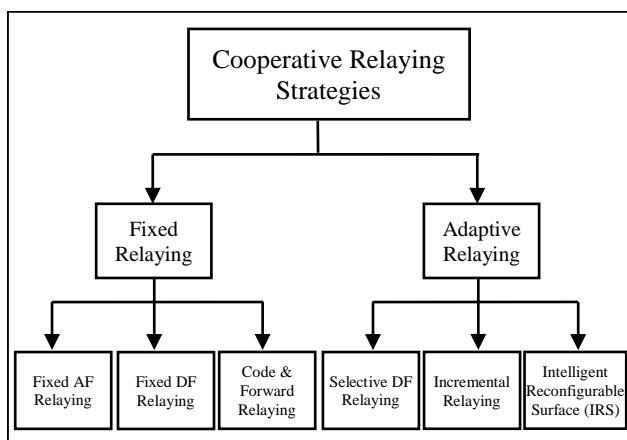 Cooperative Relaying
Strategies
Fixed
Relaying
Adaptive
Relaying
Fixed AF
Relaying
Fixed DF
Relaying
Code &
Forward
Relaying
Selective DF
Relaying
Incremental
Relaying
Intelligent
Reconfigurable
Surface (IRS)